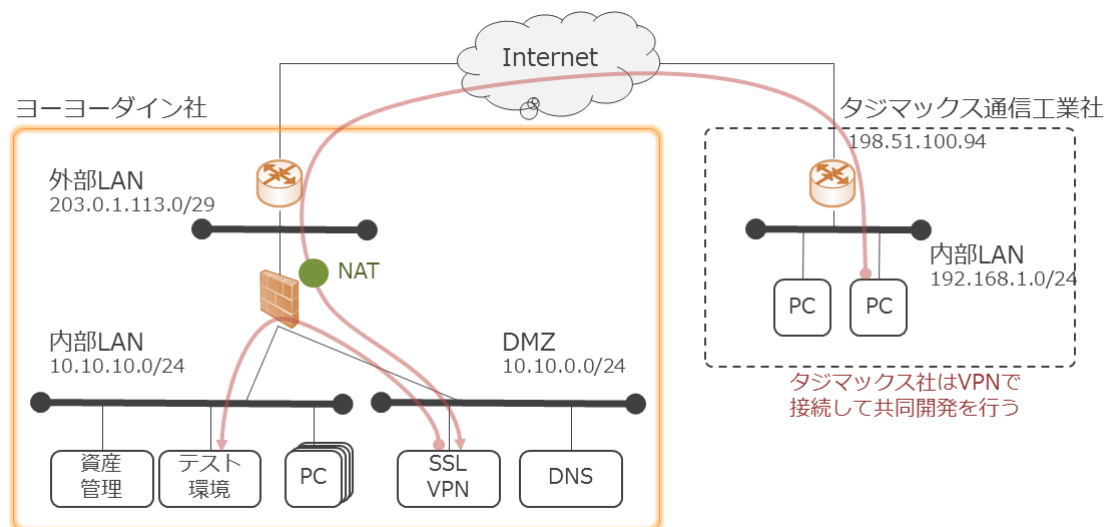 Internet
ヨーヨーダイン社
タジマックス通信工業社
198.51.100.94
外部LAN
203.0.1.113.0/29
NAT
内部LAN
192.168.1.0/24
PC
PC
内部LAN
10.10.10.0/24
DMZ
10.10.0.0/24
タジマックス社はVPNで
接続して共同開発を行う
資産
管理
テスト
環境
PC
SSL
VPN
DNS